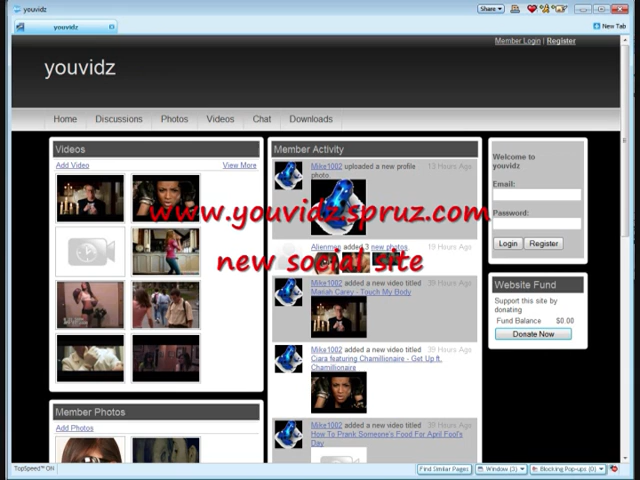 youvidz
Share
youvidz
New Tab
Member Login | Register
youvidz
Home Discussions Photos Videos Chat Downloads
Videos
Add Video View More
Member Photos
Add Photos
Member Activity
Mike1002 uploaded a new profile photo. 13 Hours Ago
Alienmen added 3 new photos. 19 Hours Ago
Mike1002 added a new video titled 39 Hours Ago
Mariah Carey - Touch My Body
Mike1002 added a new video titled 39 Hours Ago
Ciara featuring Chamillionaire - Get Up ft.
Chamillionaire
Mike1002 added a new video titled 39 Hours Ago
How To Prank Someone's Food For April Fool's
Day
Welcome to
youvidz
Email:
Password:
Login Register
Website Fund
Support this site by
donating
Fund Balance $0.00
Donate Now
www.youvidz.spruz.com
new social site
TopSpeed™ ON
Find Similar Pages
Window (3)
Blocking Pop-ups (0)